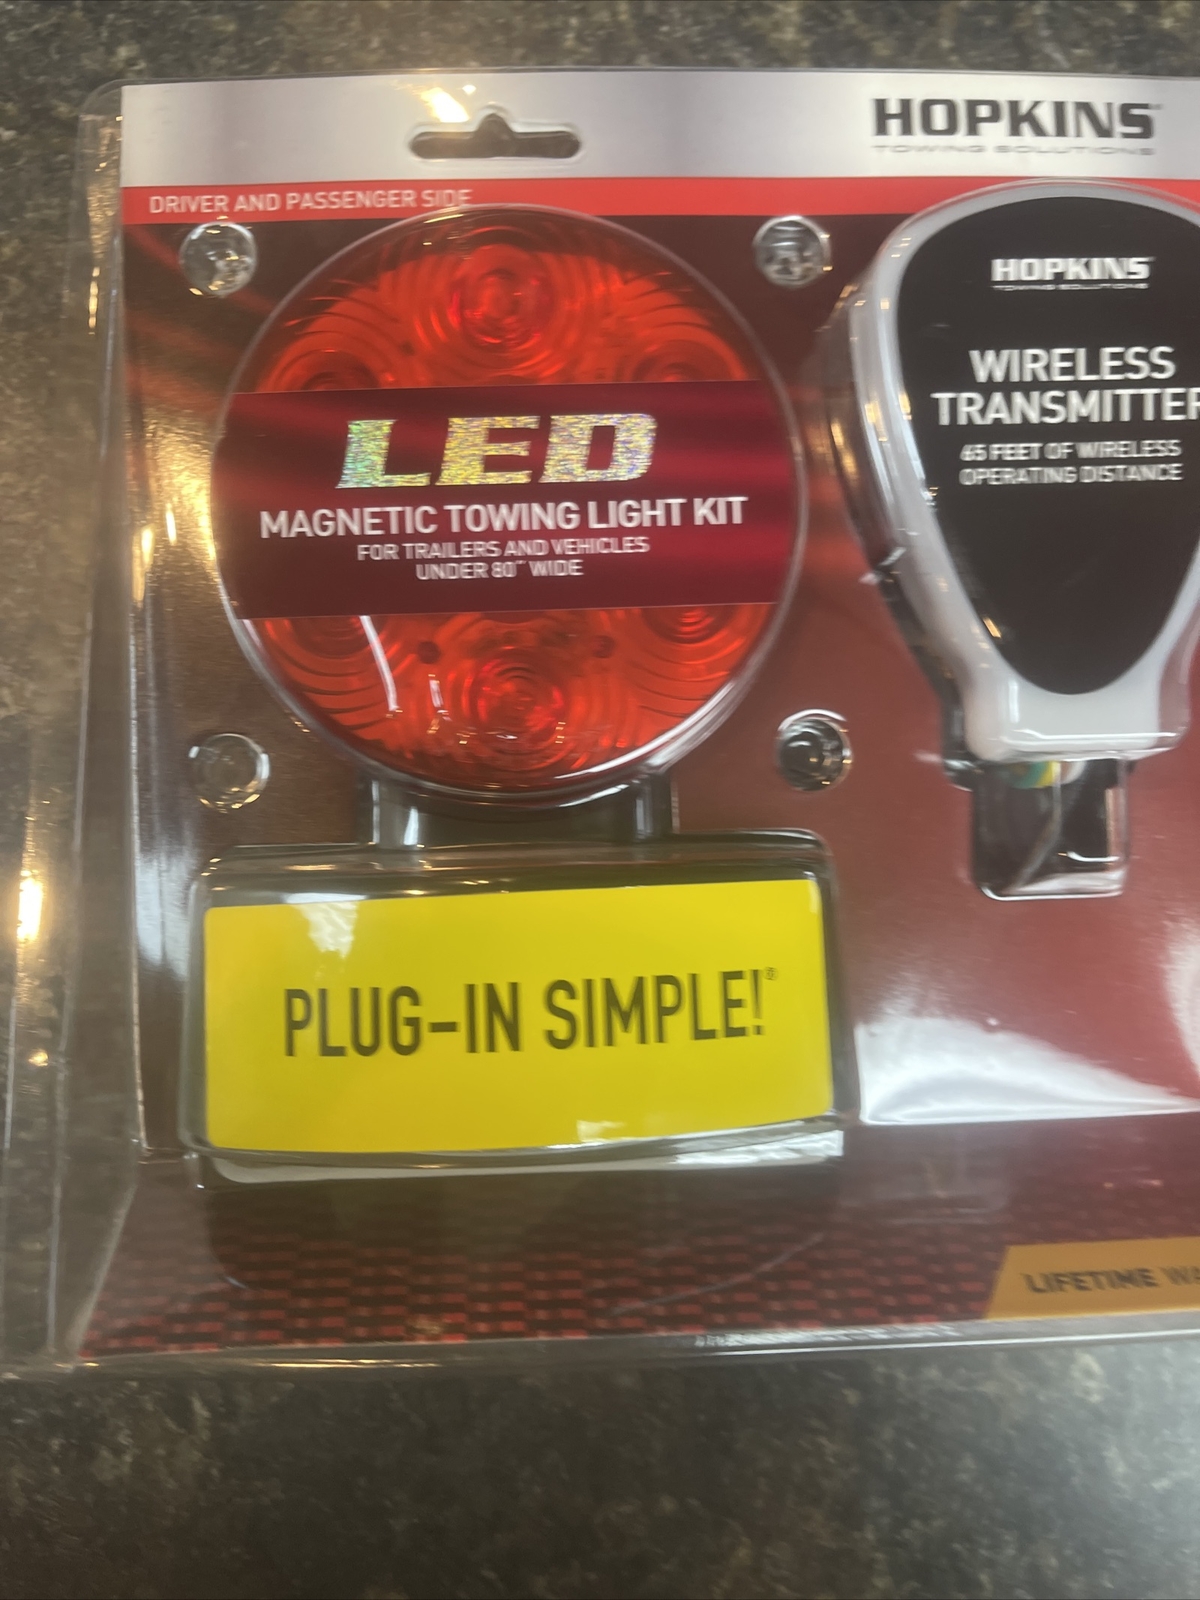 HOPKINS
TOWING SOLUTIONS
DRIVER AND PASSENGER SIDE
LED
MAGNETIC TOWING LIGHT KIT
FOR TRAILERS AND VEHICLES
UNDER 80" WIDE
HOPKINS
TOWING SOLUTIONS
WIRELESS
TRANSMITTER
65 FEET OF WIRELESS
OPERATING DISTANCE
PLUG-IN SIMPLE!®
LIFETIME WA